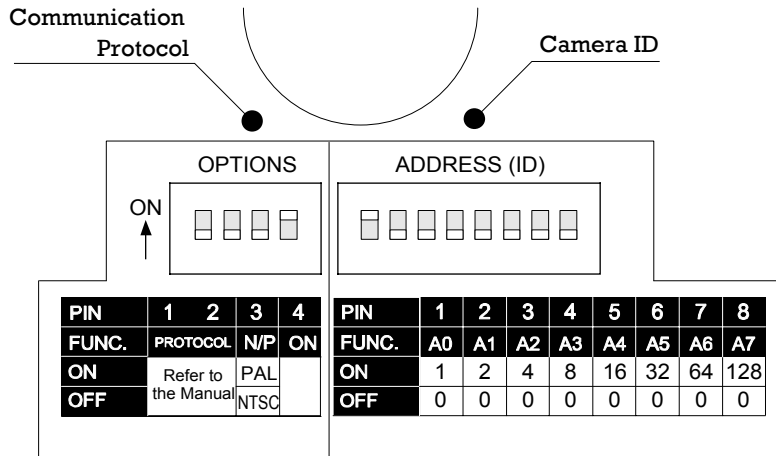 Communication
Protocol
Camera ID
OPTIONS
ADDRESS (ID)
ON
PIN 1 2 3 4
FUNC. PROTOCOL N/P ON
ON Refer to the Manual PAL
OFF NTSC
PIN 1 2 3 4 5 6 7 8
FUNC. A0 A1 A2 A3 A4 A5 A6 A7
ON 1 2 4 8 16 32 64 128
OFF 0 0 0 0 0 0 0 0